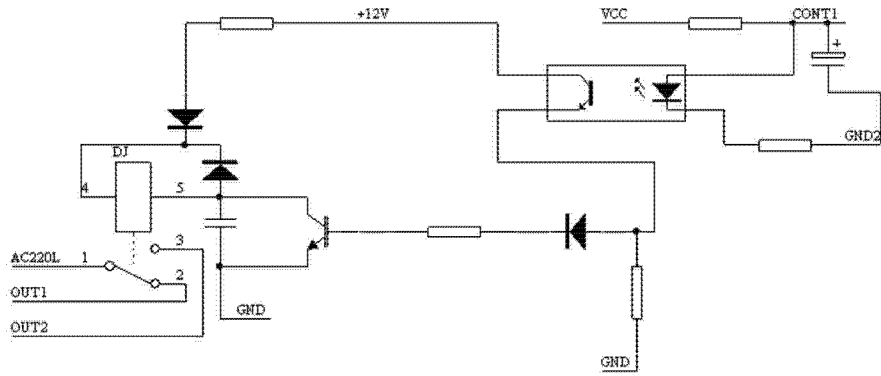 +12V
VCC
CONT1
+
GND2
DJ
4
5
3
AC220L
1
2
OUT1
GND
OUT2
GND